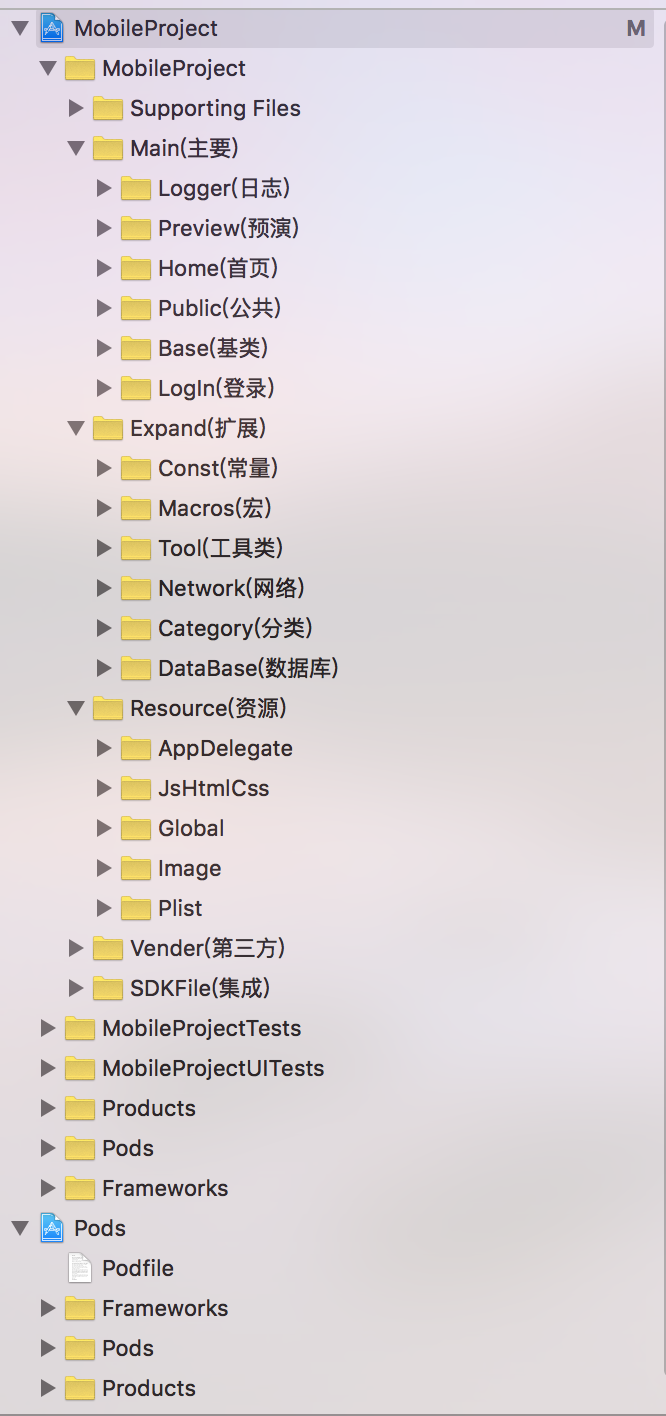 MobileProject M
MobileProject
Supporting Files
Main(主要)
Logger(日志)
Preview(预演)
Home(首页)
Public(公共)
Base(基类)
LogIn(登录)
Expand(扩展)
Const(常量)
Macros(宏)
Tool(工具类)
Network(网络)
Category(分类)
DataBase(数据库)
Resource(资源)
AppDelegate
JsHtmlCss
Global
Image
Plist
Vender(第三方)
SDKFile(集成)
MobileProjectTests
MobileProjectUITests
Products
Pods
Frameworks
Pods
Podfile
Frameworks
Pods
Products